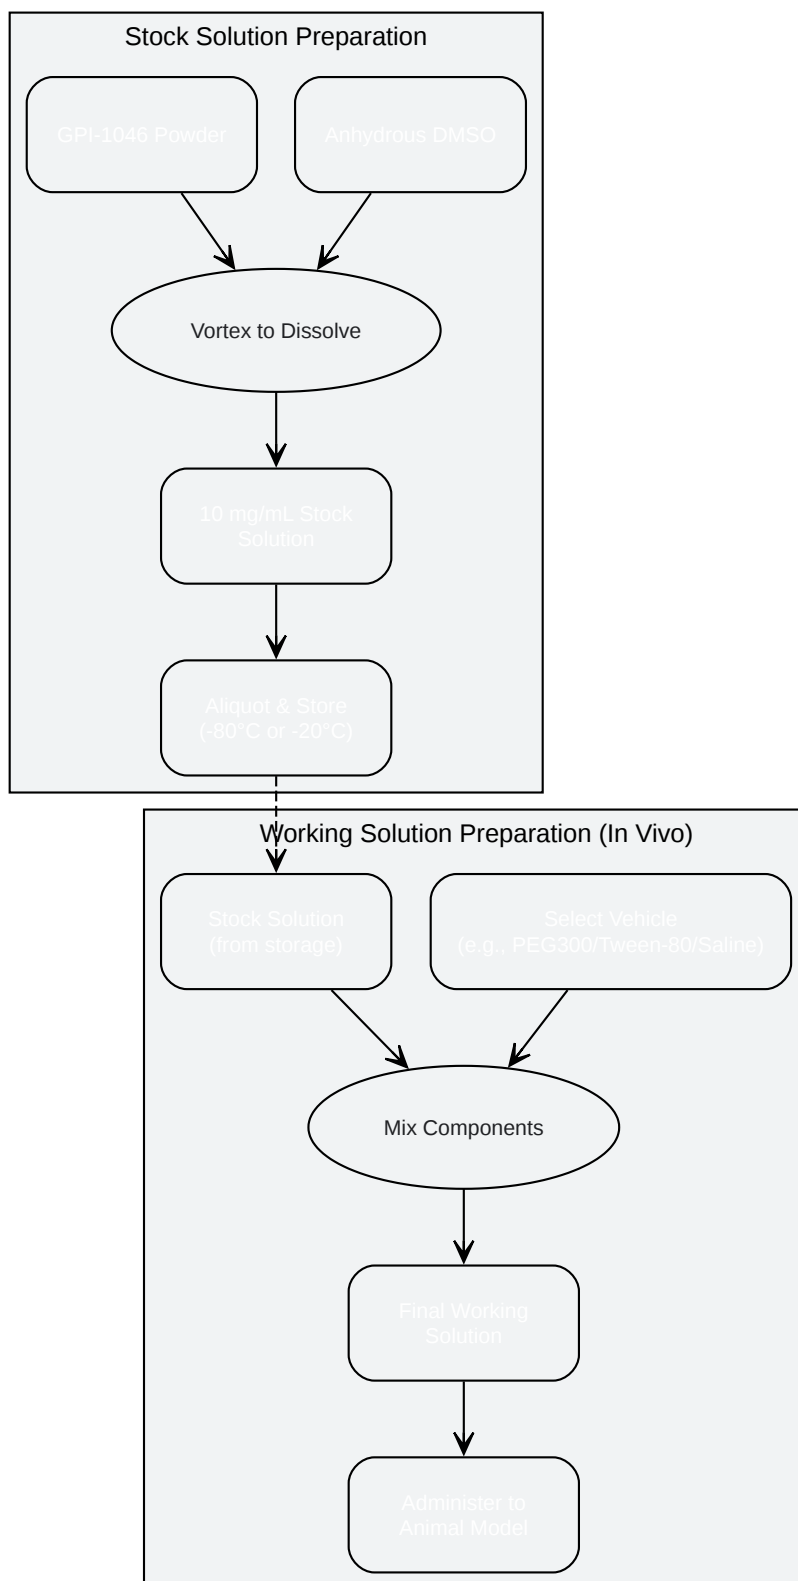 Stock Solution Preparation
GPI-1046 Powder
Anhydrous DMSO
Vortex to Dissolve
10 mg/mL Stock
Solution
Aliquot & Store
(-80°C or -20°C)
Working Solution Preparation (In Vivo)
Stock Solution
(from storage)
Select Vehicle
(e.g., PEG300/Tween-80/Saline)
Mix Components
Final Working
Solution
Administer to
Animal Model